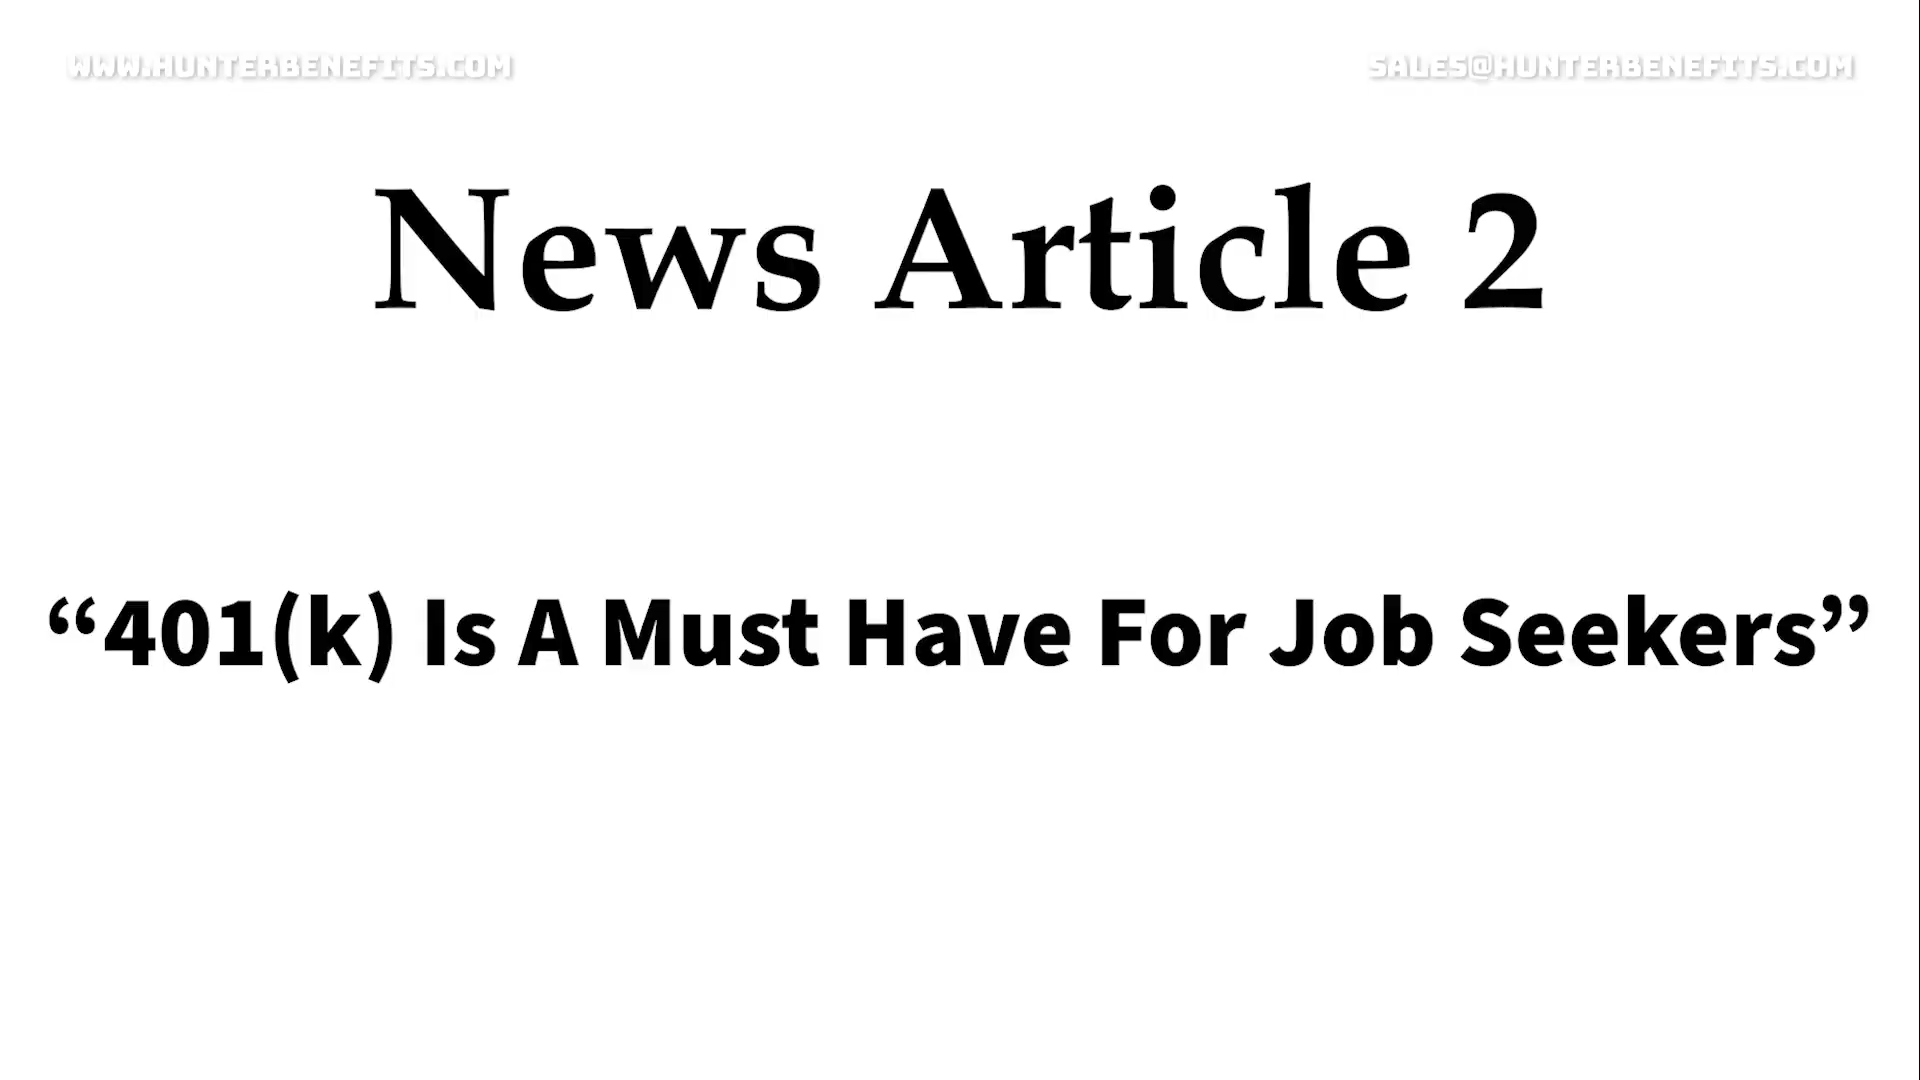 WWW.HUNTERBENEFITS.COM
SALES@HUNTERBENEFITS.COM
News Article 2
“401(k) Is A Must Have For Job Seekers”